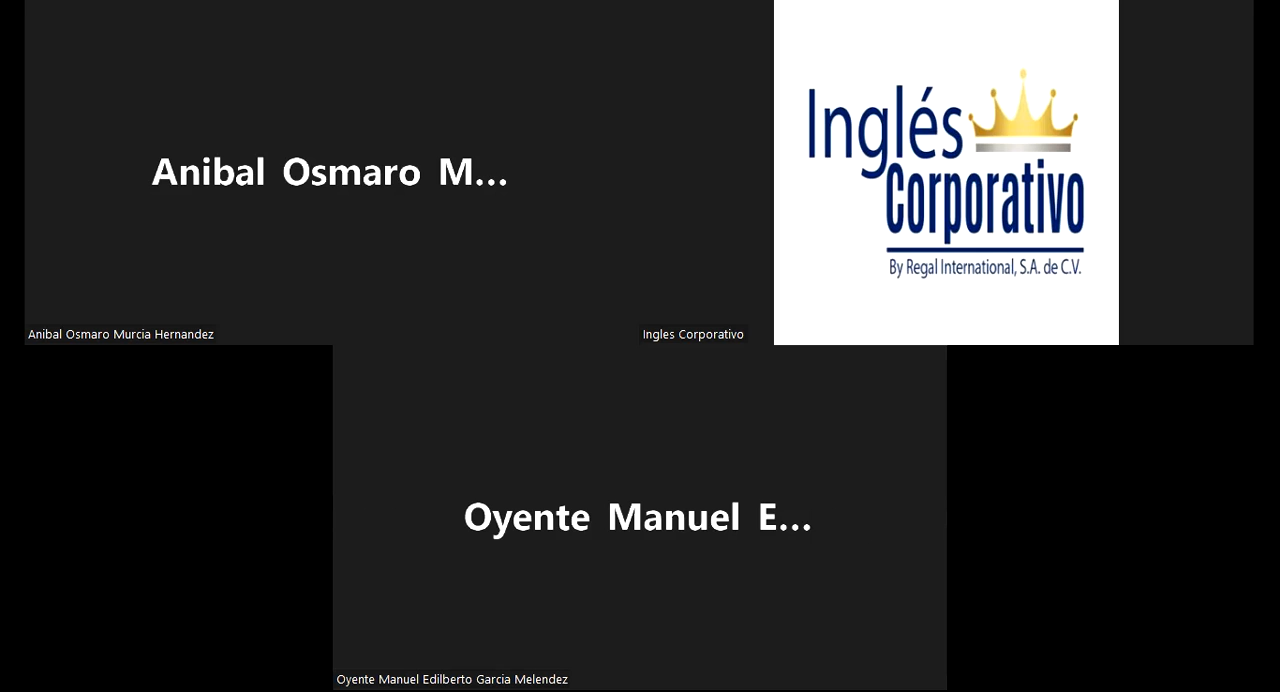 Anibal Osmaro M...
Inglés
Corporativo
By Regal International, S.A. de C.V.
Anibal Osmaro Murcia Hernandez
Ingles Corporativo
Oyente Manuel E...
Oyente Manuel Edilberto Garcia Melendez